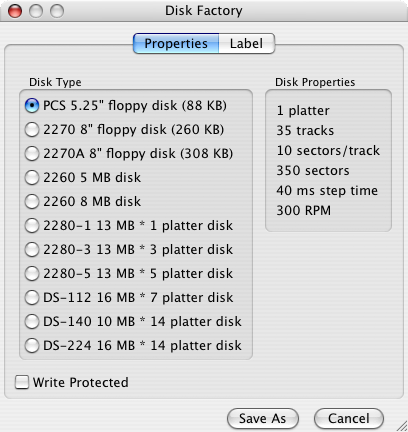 Disk Factory
Properties
Label
Disk Type
PCS 5.25" floppy disk (88 KB)
2270 8" floppy disk (260 KB)
2270A 8" floppy disk (308 KB)
2260 5 MB disk
2260 8 MB disk
2280-1 13 MB * 1 platter disk
2280-3 13 MB * 3 platter disk
2280-5 13 MB * 5 platter disk
DS-112 16 MB * 7 platter disk
DS-140 10 MB * 14 platter disk
DS-224 16 MB * 14 platter disk
Disk Properties
1 platter
35 tracks
10 sectors/track
350 sectors
40 ms step time
300 RPM
Write Protected
Save As
Cancel